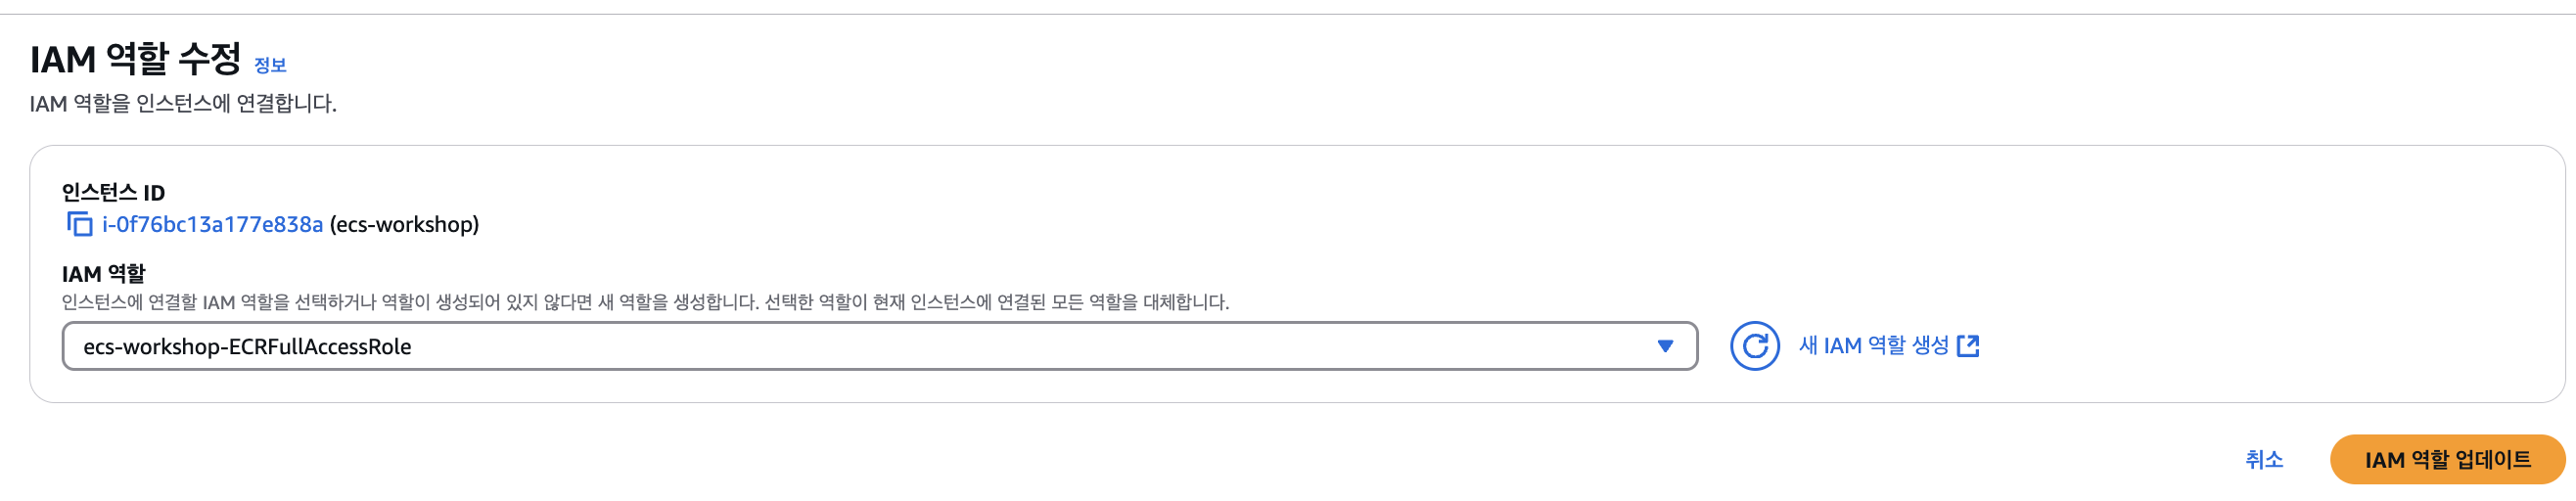 IAM 역할 수정 정보
IAM 역할을 인스턴스에 연결합니다.
인스턴스 ID
i-0f76bc13a177e838a (ecs-workshop)
IAM 역할
인스턴스에 연결할 IAM 역할을 선택하거나 역할이 생성되어 있지 않다면 새 역할을 생성합니다. 선택한 역할이 현재 인스턴스에 연결된 모든 역할을 대체합니다.
ecs-workshop-ECRFullAccessRole 새 IAM 역할 생성
취소 IAM 역할 업데이트